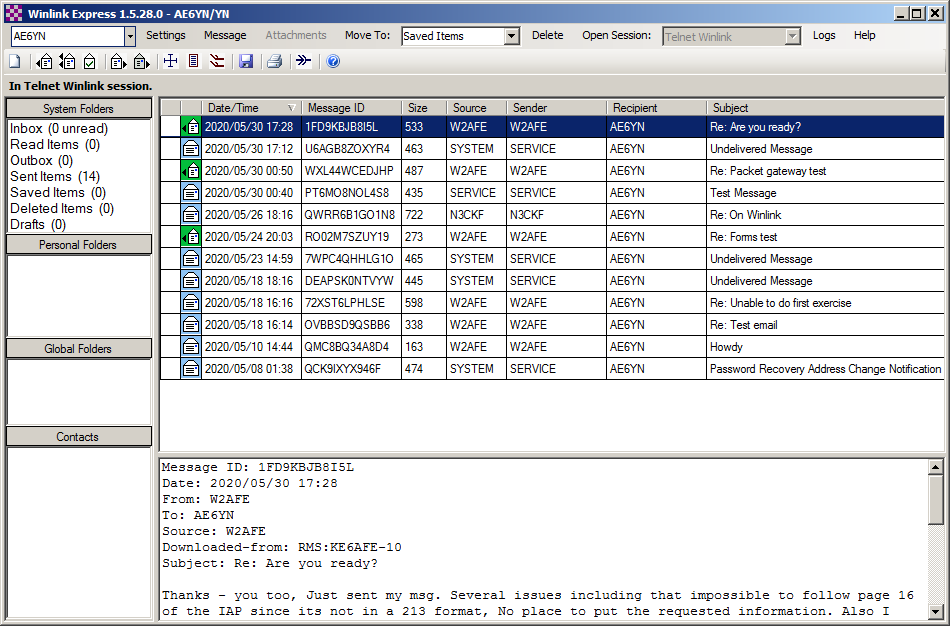 Winlink Express 1.5.28.0 - AE6YN/YN
AE6YN Settings Message Attachments Move To: Saved Items Delete Open Session: Telnet Winlink Logs Help
In Telnet Winlink session.
System Folders
Inbox (0 unread)
Read Items (0)
Outbox (0)
Sent Items (14)
Saved Items (0)
Deleted Items (0)
Drafts (0)
Personal Folders
Global Folders
Contacts
Date/Time Message ID Size Source Sender Recipient Subject
2020/05/30 17:28 1FD9KBJB8I5L 533 W2AFE W2AFE AE6YN Re: Are you ready?
2020/05/30 17:12 U6AGB8ZOXYR4 463 SYSTEM SERVICE AE6YN Undelivered Message
2020/05/30 00:50 WXL44WCEDJHP 487 W2AFE W2AFE AE6YN Re: Packet gateway test
2020/05/30 00:40 PT6MO8NOL4S8 435 SERVICE SERVICE AE6YN Test Message
2020/05/26 18:16 QWRR6B1GO1N8 722 N3CKF N3CKF AE6YN Re: On Winlink
2020/05/24 20:03 RO02M7SZUY19 273 W2AFE W2AFE AE6YN Re: Forms test
2020/05/23 14:59 7WPC4QHHLG1O 465 SYSTEM SERVICE AE6YN Undelivered Message
2020/05/18 18:16 DEAPSK0NTVYW 445 SYSTEM SERVICE AE6YN Undelivered Message
2020/05/18 16:16 72XST6LPHLSE 598 W2AFE W2AFE AE6YN Re: Unable to do first exercise
2020/05/18 16:14 OVBBSD9QSBB6 338 W2AFE W2AFE AE6YN Re: Test email
2020/05/10 14:44 QMC8BQ34A8D4 163 W2AFE W2AFE AE6YN Howdy
2020/05/08 01:38 QCK9IXYX946F 474 SYSTEM SERVICE AE6YN Password Recovery Address Change Notification
Message ID: 1FD9KBJB8I5L
Date: 2020/05/30 17:28
From: W2AFE
To: AE6YN
Source: W2AFE
Downloaded-from: RMS:KE6AFE-10
Subject: Re: Are you ready?
Thanks - you too, Just sent my msg. Several issues including that impossible to follow page 16
of the IAP since its not in a 213 format, No place to put the requested information. Also I